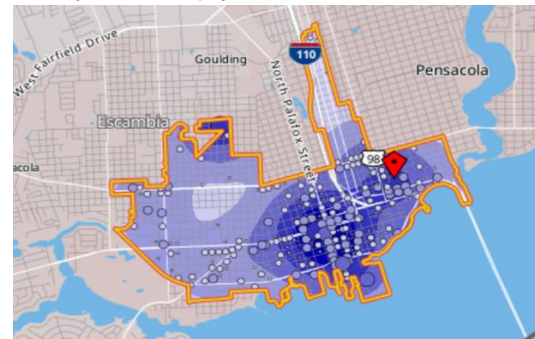 West Fairfield Drive
Goulding
110
North Palafox Street
Pensacola
Escambia
98
acola